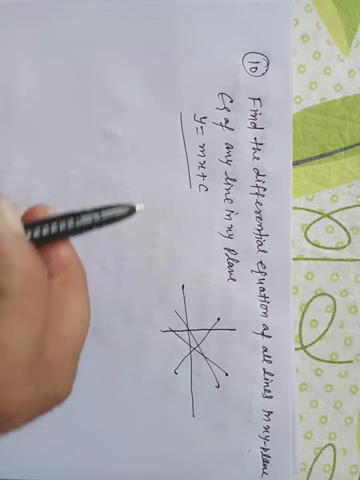 (10) Find the differential equation of all lines in xy-plane
Eq of any line in xy plane
y = mx + c